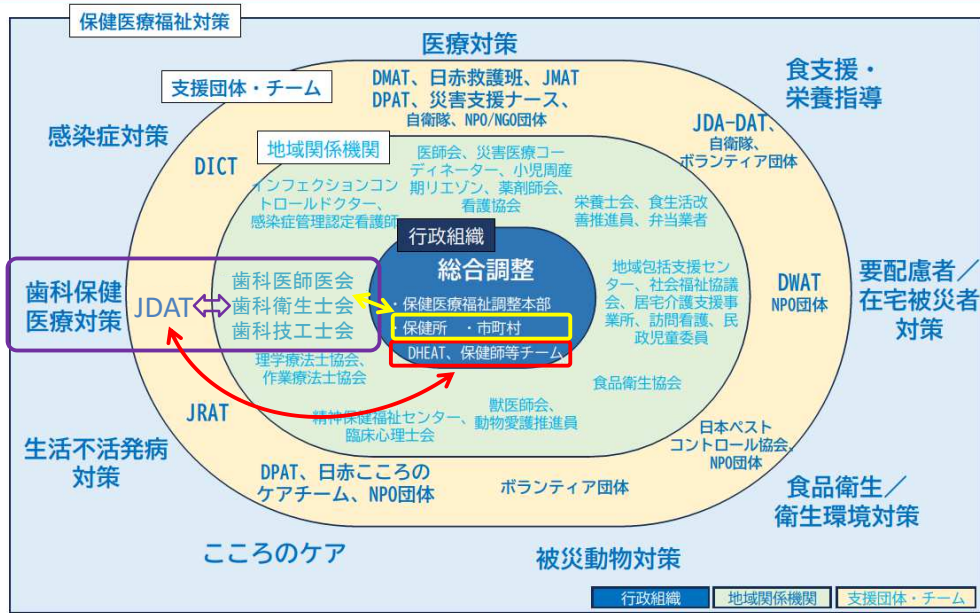 保健医療福祉対策
医療対策
支援団体・チーム
DMAT、日赤救護班、JMAT
DPAT、災害支援ナース、
自衛隊、NPO/NGO団体
食支援・
栄養指導
感染症対策
JDA-DAT、
自衛隊、
ボランティア団体
DICT
地域関係機関
医師会、災害医療コー
ディネーター、小児周産
期リエゾン、薬剤師会、
看護協会
インフェクションコン
トロールドクター、
感染症管理認定看護師
栄養士会、食生活改
善推進員、弁当業者
行政組織
総合調整
・保健医療福祉調整本部
・保健所 ・市町村
DHEAT、保健師等チーム
歯科保健
医療対策
JDAT
歯科医師医会
歯科衛生士会
歯科技工士会
地域包括支援セン
ター、社会福祉協議
会、居宅介護支援事
業所、訪問看護、民
政児童委員
DWAT
NPO団体
要配慮者/
在宅被災者
対策
理学療法士協会、
作業療法士協会
食品衛生協会
JRAT
精神保健福祉センター、
臨床心理士会
獣医師会、
動物愛護推進員
日本ペスト
コントロール協会、
NPO団体
生活不活発病
対策
DPAT、日赤こころの
ケアチーム、NPO団体
ボランティア団体
食品衛生/
衛生環境対策
こころのケア
被災動物対策
行政組織
地域関係機関
支援団体・チーム